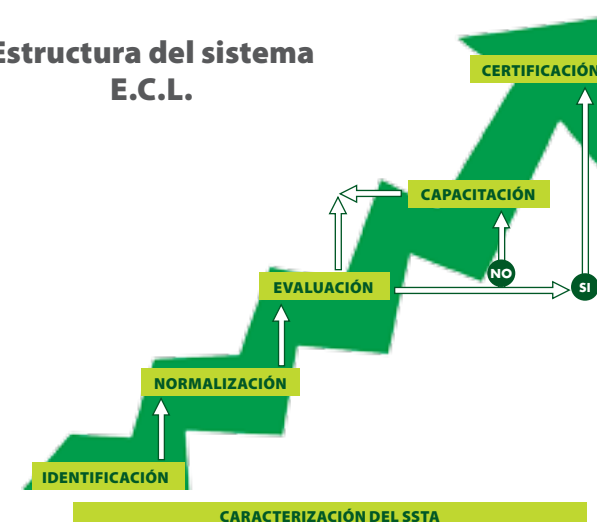 Estructura del sistema
E.C.L.
CERTIFICACIÓN
CAPACITACIÓN
NO
EVALUACIÓN
SI
NORMALIZACIÓN
IDENTIFICACIÓN
CARACTERIZACIÓN DEL SSTA